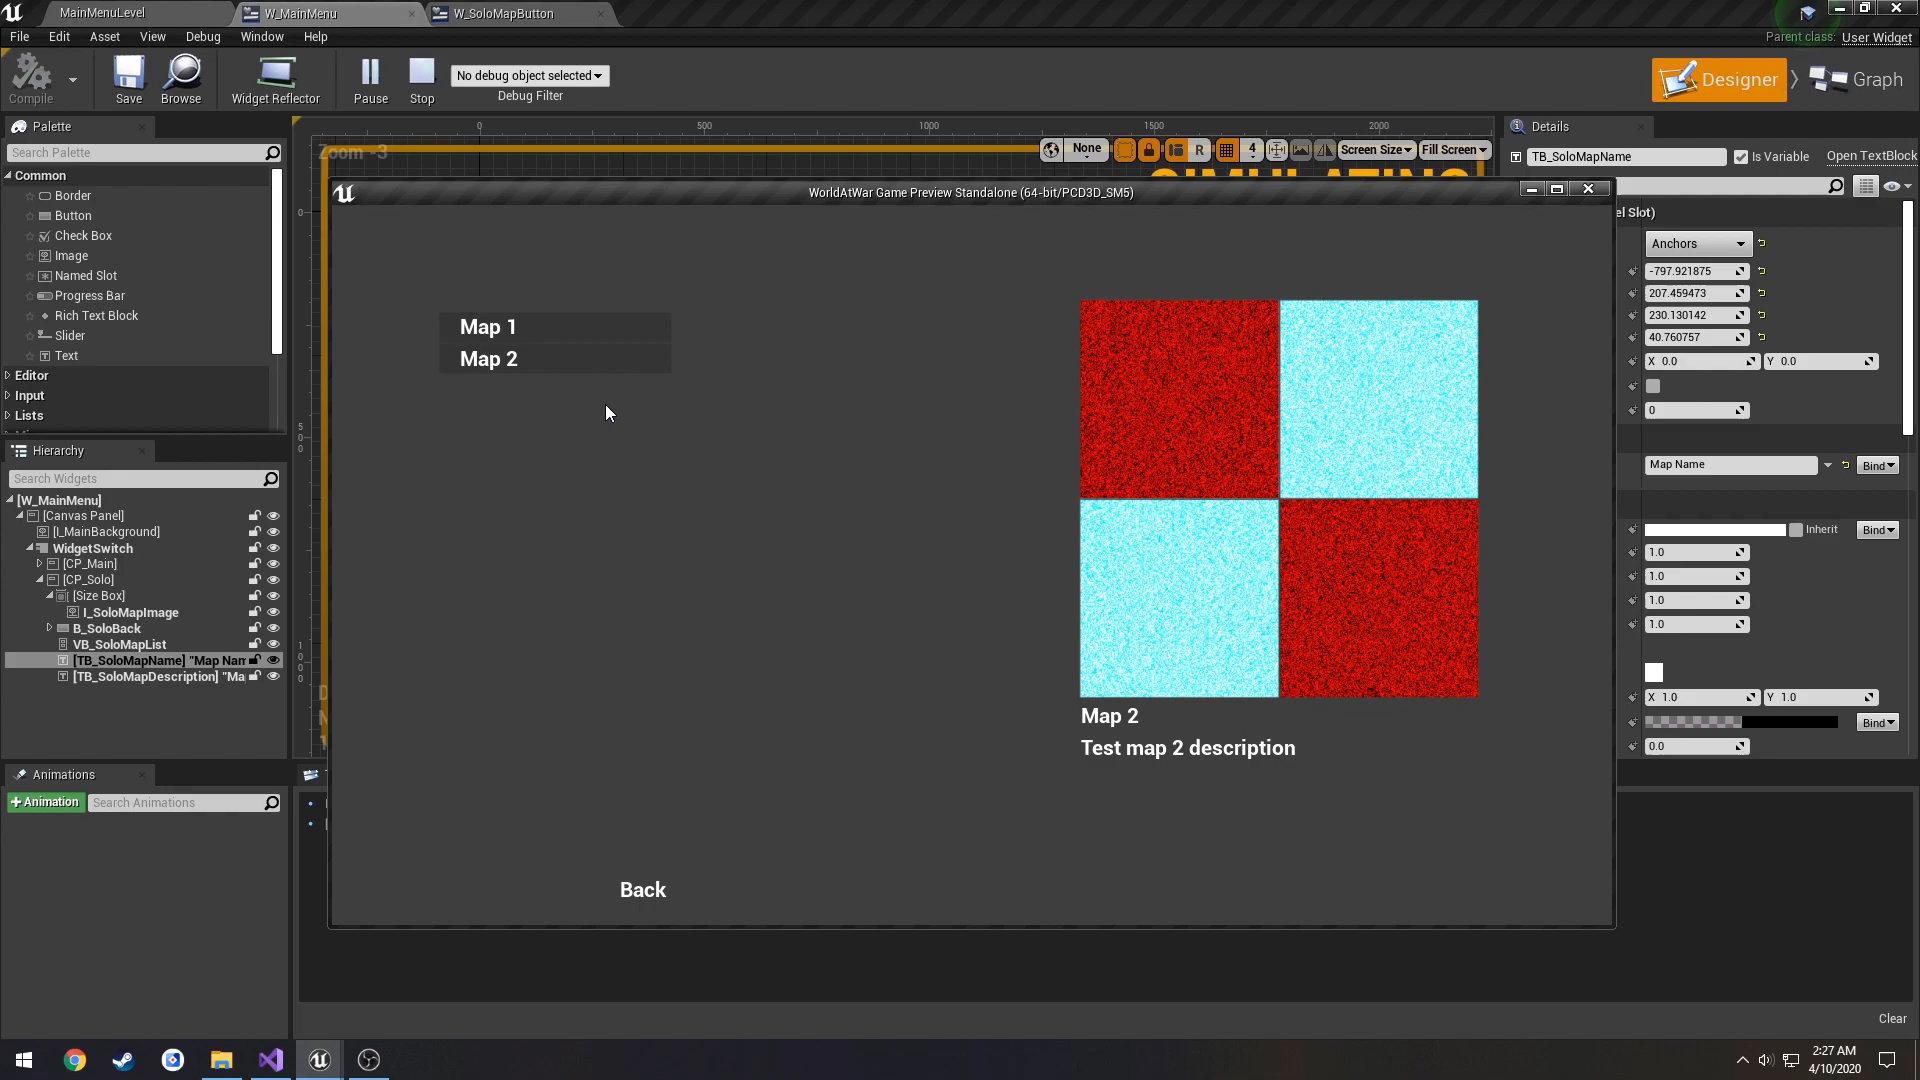 MainMenuLevel
W_MainMenu
W_SoloMapButton
File Edit Asset View Debug Window Help
Parent class: User Widget
Compile
Save
Browse
Widget Reflector
Pause
Stop
No debug object selected
Debug Filter
Designer
Graph
Palette
Search Palette
Common
Border
Button
Check Box
Image
Named Slot
Progress Bar
Rich Text Block
Slider
Text
Editor
Input
Lists
Hierarchy
Search Widgets
[W_MainMenu]
[Canvas Panel]
[I_MainBackground]
WidgetSwitch
[CP_Main]
[CP_Solo]
[Size Box]
I_SoloMapImage
B_SoloBack
VB_SoloMapList
[TB_SoloMapName] "Map Nam
[TB_SoloMapDescription] "Ma
Animations
+Animation
Search Animations
0 500 1000 1500 2000
Zoom -3
None
R
4
Screen Size
Fill Screen
SIMULATING
WorldAtWar Game Preview Standalone (64-bit/PCD3D_SM5)
Map 1
Map 2
Map 2
Test map 2 description
Back
Details
TB_SoloMapName
Is Variable
Open TextBlock
el Slot)
Anchors
-797.921875
207.459473
230.130142
40.760757
X 0.0 Y 0.0
0
Map Name
Bind
Inherit
Bind
1.0
1.0
1.0
1.0
X 1.0 Y 1.0
Bind
0.0
Clear
2:27 AM
4/10/2020